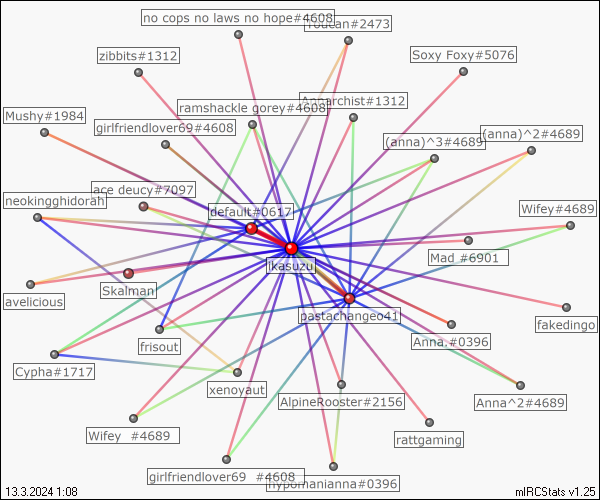 no cops no laws no hope#4608
Toucan#2473
zibbits#1312
Soxy Foxy#5076
ramshackle gorey#4608
Anqarchist#1312
Mushy#1984
girlfriendlover69#4608
(anna)^3#4689
(anna)^2#4689
ace deucy#7097
neokingghidorah
default#0617
Wifey#4689
Mad #6901
Ikasuzu
Skalman
avelicious
pastachangeo41
fakedingo
Anna.#0396
frisout
Cypha#1717
xenoyaut
AlpineRooster#2156
Anna^2#4689
Wifey #4689
rattgaming
girlfriendlover69 #4608
hypomanianna#0396
13.3.2024 1:08
mIRCStats v1.25